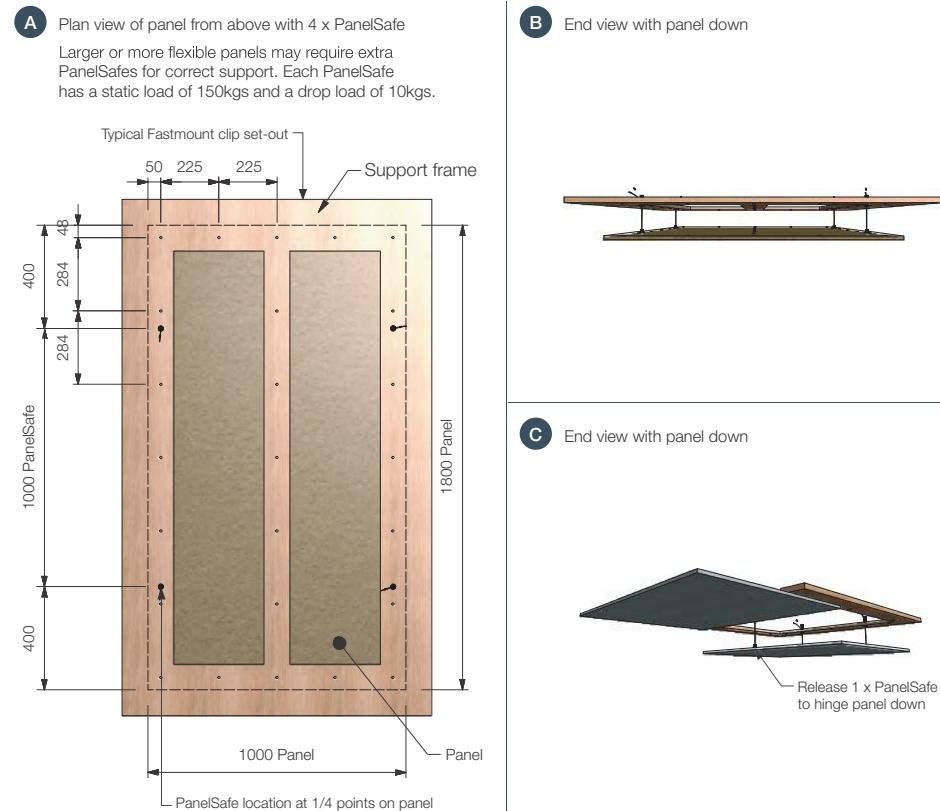 A
Plan view of panel from above with 4 x PanelSafe
Larger or more flexible panels may require extra
PanelSafes for correct support. Each PanelSafe
has a static load of 150kgs and a drop load of 10kgs.
Typical Fastmount clip set-out
50 225 225
Support frame
48
400
284
284
1000 PanelSafe
1800 Panel
400
1000 Panel
Panel
PanelSafe location at 1/4 points on panel
B
End view with panel down
C
End view with panel down
Release 1 x PanelSafe
to hinge panel down